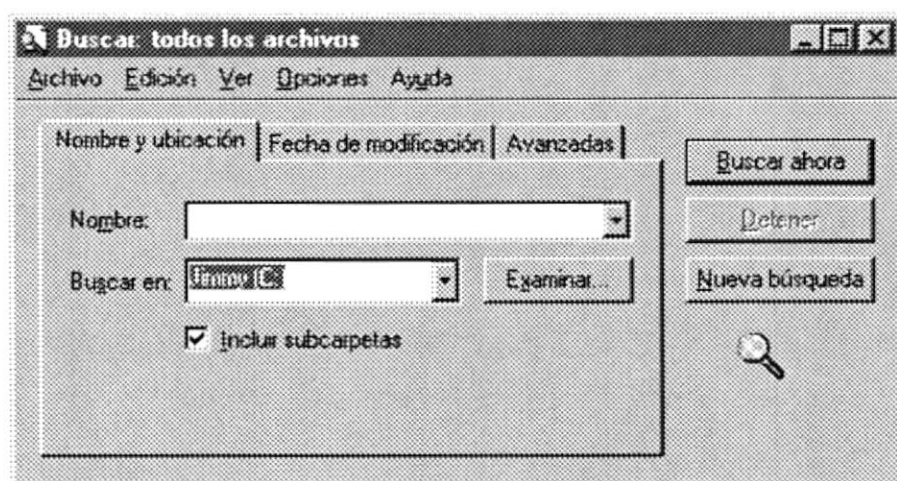 Buscar: todos los archivos
Archivo Edición Ver Opciones Ayuda
Nombre y ubicación Fecha de modificación Avanzadas
Buscar ahora
Nombre:
Detener
Buscar en: Jimmy (C:)
Examinar...
Nueva búsqueda
Incluir subcarpetas